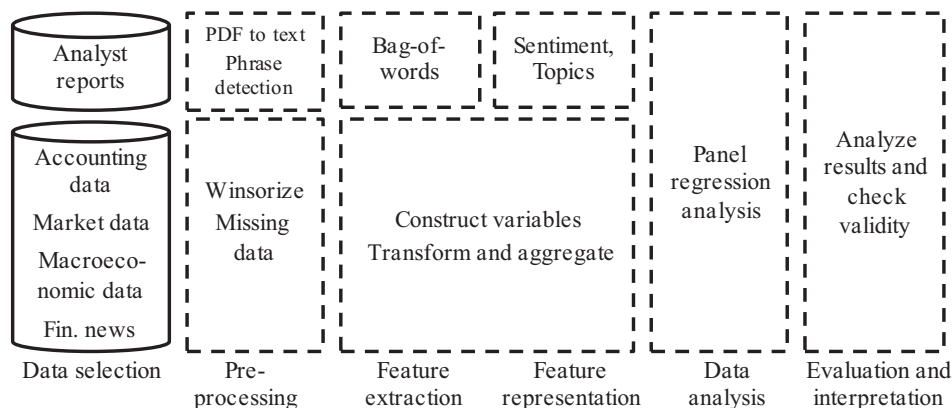 Analyst
reports
PDF to text
Phrase
detection
Bag-of-
words
Sentiment,
Topics
Accounting
data
Market data
Macroeco-
nomic data
Fin. news
Winsorize
Missing
data
Construct variables
Transform and aggregate
Panel
regression
analysis
Analyze
results and
check
validity
Data selection
Pre-
processing
Feature
extraction
Feature
representation
Data
analysis
Evaluation and
interpretation